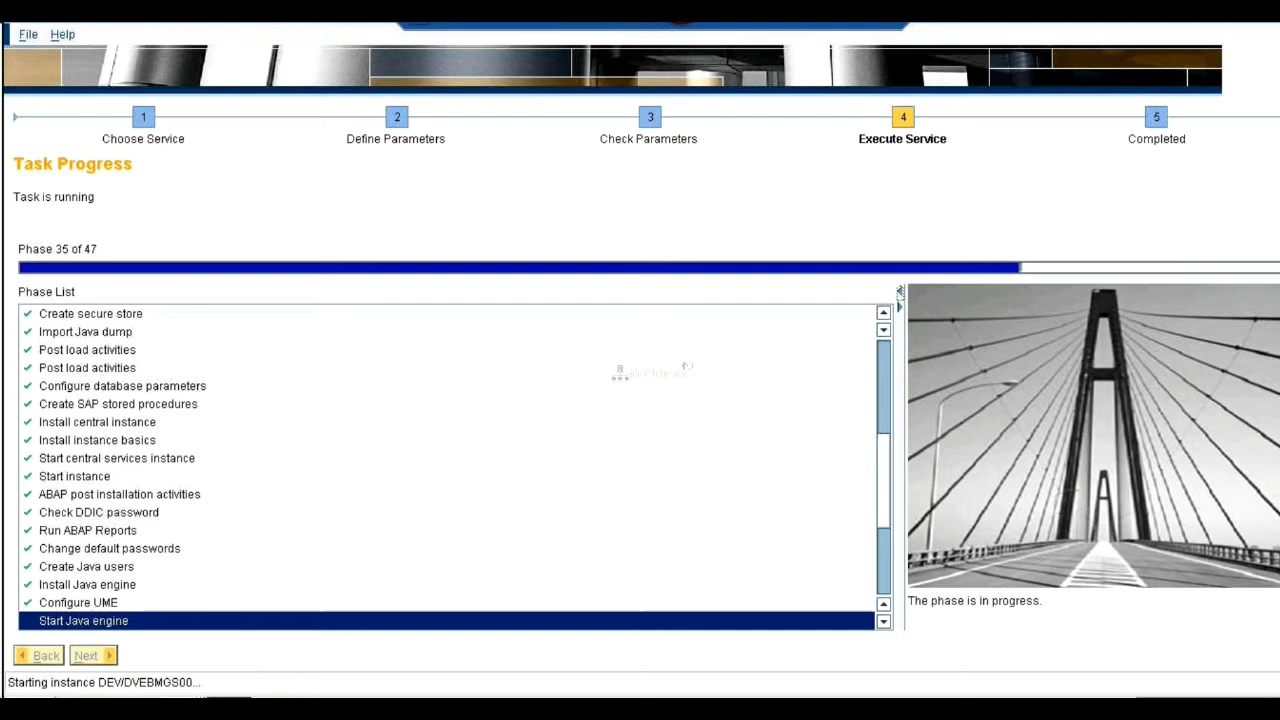 File Help
1 2 3 4 5
Choose Service Define Parameters Check Parameters Execute Service Completed
Task Progress
Task is running
Phase 35 of 47
Phase List
Create secure store
Import Java dump
Post load activities
Post load activities
Configure database parameters
Create SAP stored procedures
Install central instance
Install instance basics
Start central services instance
Start instance
ABAP post installation activities
Check DDIC password
Run ABAP Reports
Change default passwords
Create Java users
Install Java engine
Configure UME
Start Java engine
The phase is in progress.
Back Next
Starting instance DEV/DVEBMGS00...